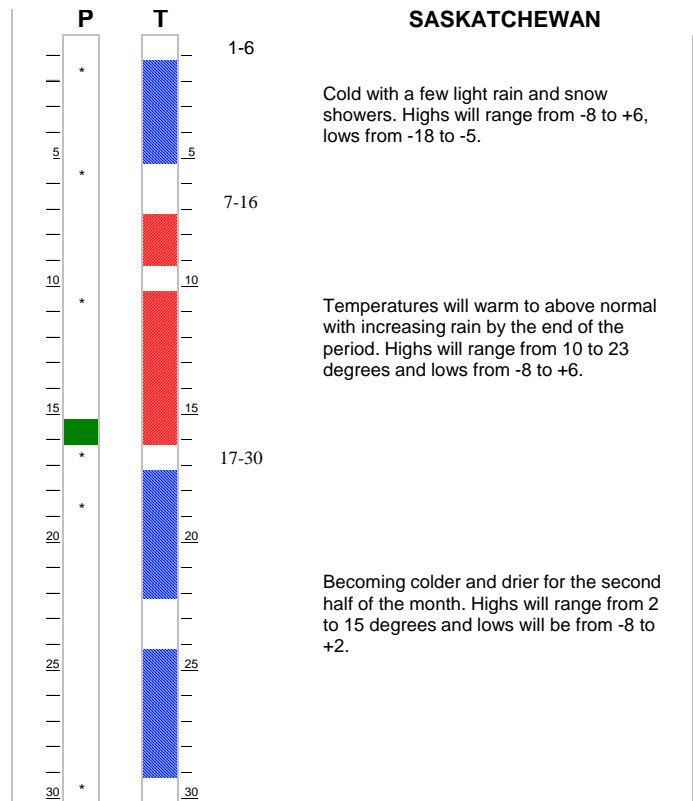 P T SASKATCHEWAN
1-6
*
Cold with a few light rain and snow
showers. Highs will range from -8 to +6,
lows from -18 to -5.
5 5
*
7-16
10 10
*
Temperatures will warm to above normal
with increasing rain by the end of the
period. Highs will range from 10 to 23
degrees and lows from -8 to +6.
15 15
* 17-30
*
20 20
Becoming colder and drier for the second
half of the month. Highs will range from 2
to 15 degrees and lows will be from -8 to
+2.
25 25
*
30 30